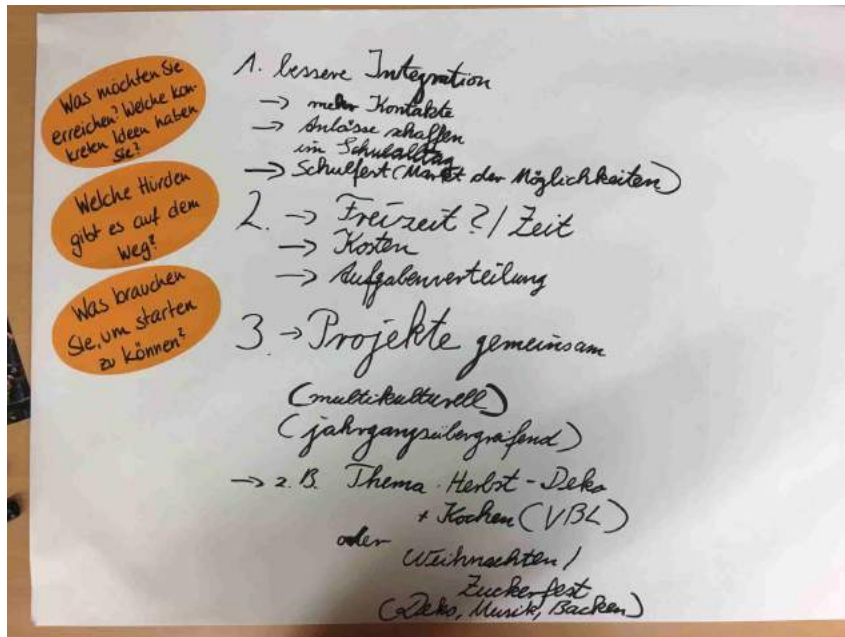 Was möchten Sie
erreichen? Welche kon-
kreten Ideen haben
Sie?
1. bessere Integration
-> mehr Kontakte
-> Anlässe schaffen
im Schulalltag
-> Schulfest (Markt der Möglichkeiten)
Welche Hürden
gibt es auf dem
Weg?
2. -> Freizeit? / Zeit
-> Kosten
-> Aufgabenverteilung
Was brauchen
Sie, um starten
zu können?
3. -> Projekte gemeinsam
(multikulturell)
(jahrgangsübergreifend)
-> z.B. Thema · Herbst - Deko
+ Kochen (VBL)
oder
Weihnachten /
Zuckerfest
(Deko, Musik, Backen)